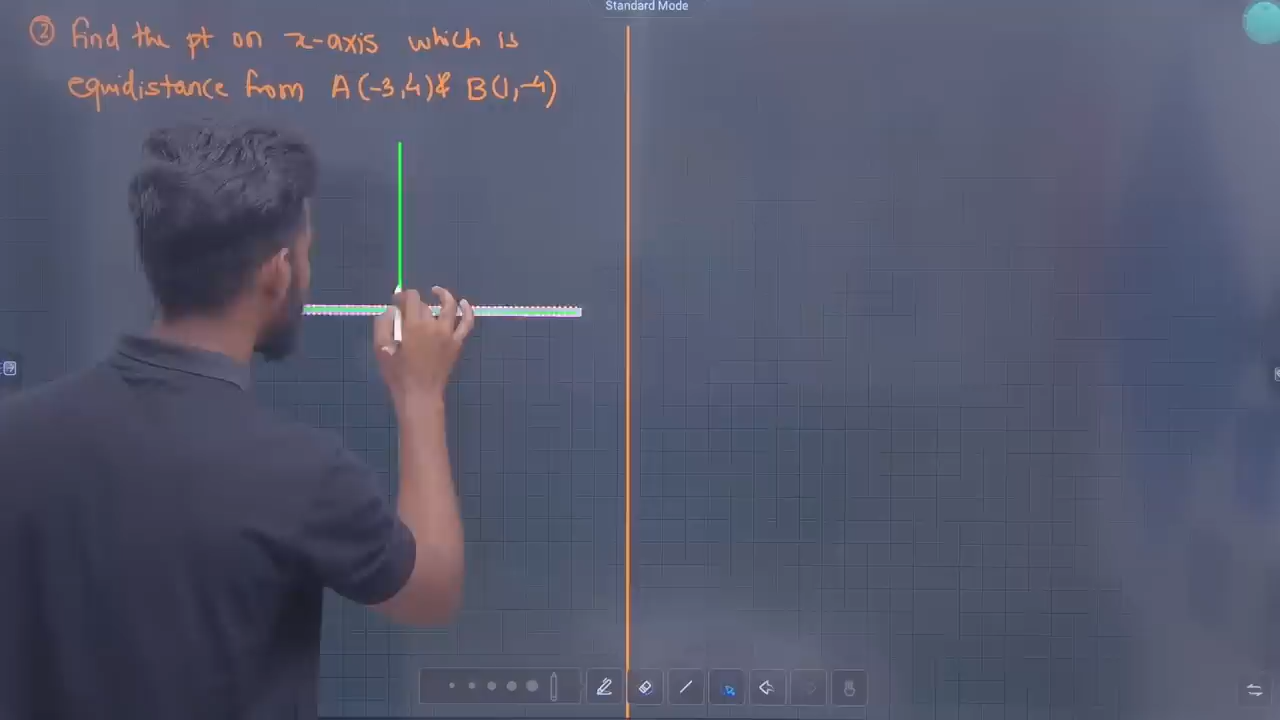 Standard Mode
② Find the pt on x-axis which is
equidistance from A(-3,4) & B(1,-4)